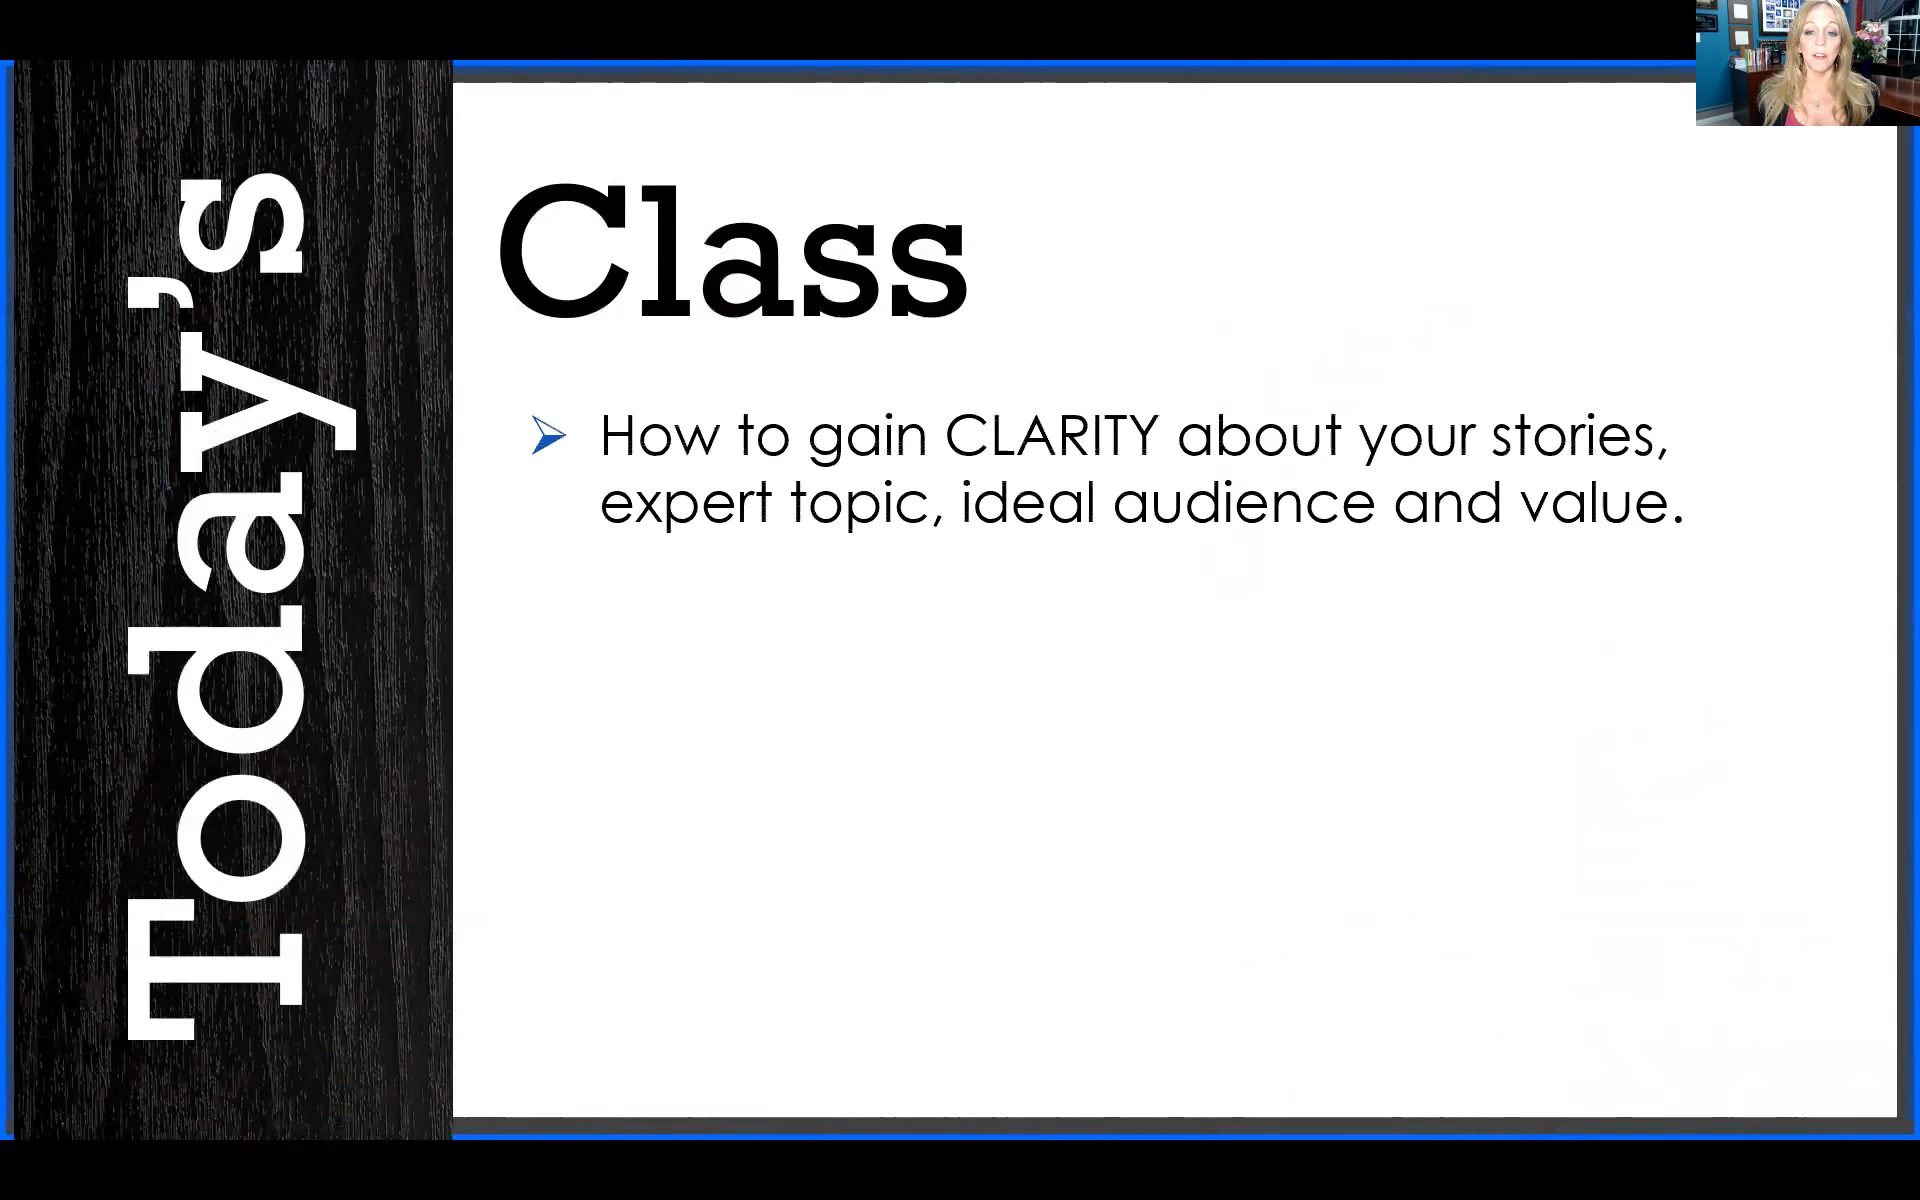 Today's
Class
How to gain CLARITY about your stories,
expert topic, ideal audience and value.